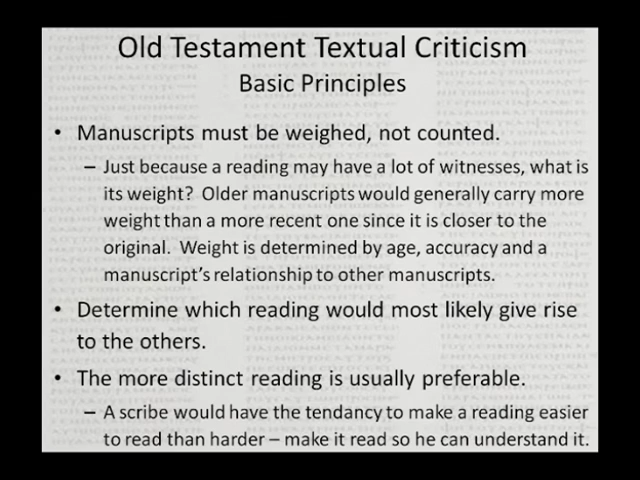 Old Testament Textual Criticism
Basic Principles
• Manuscripts must be weighed, not counted.
– Just because a reading may have a lot of witnesses, what is
its weight? Older manuscripts would generally carry more
weight than a more recent one since it is closer to the
original. Weight is determined by age, accuracy and a
manuscript's relationship to other manuscripts.
• Determine which reading would most likely give rise
to the others.
• The more distinct reading is usually preferable.
– A scribe would have the tendancy to make a reading easier
to read than harder – make it read so he can understand it.